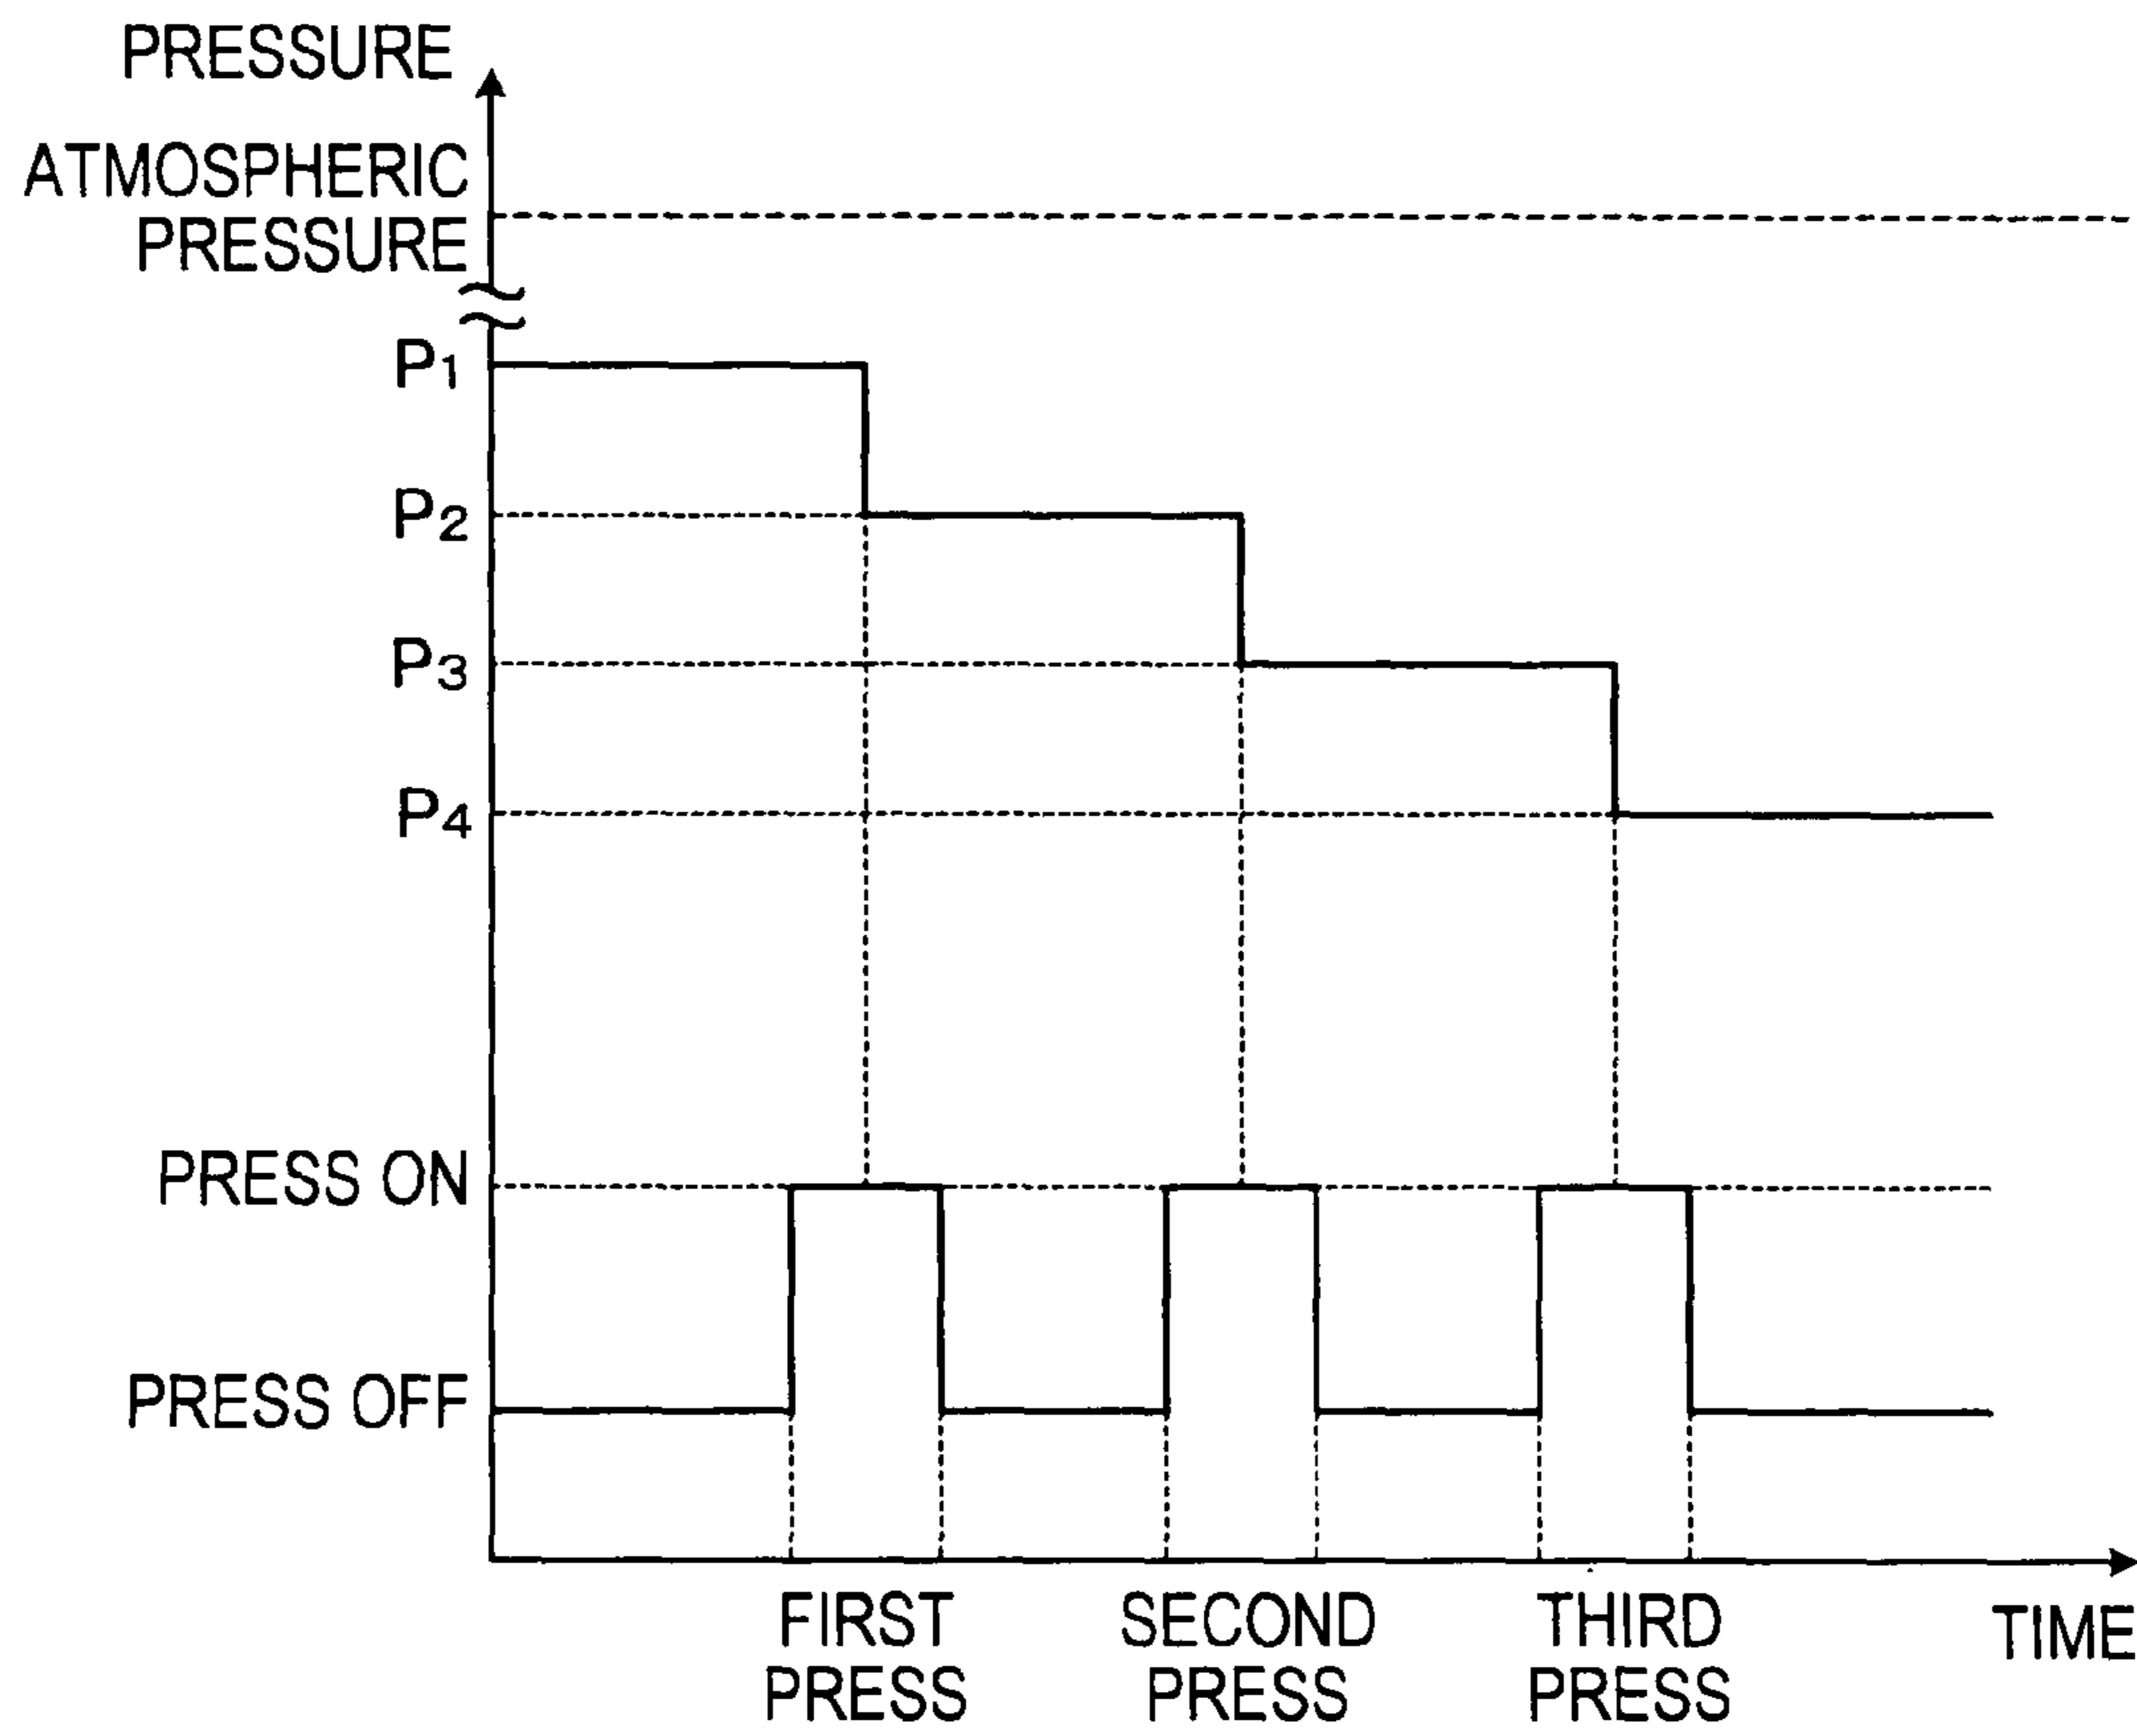 PRESSURE
ATMOSPHERIC
PRESSURE
P1
P2
P3
P4
PRESS ON
PRESS OFF
FIRST
PRESS
SECOND
PRESS
THIRD
PRESS
TIME